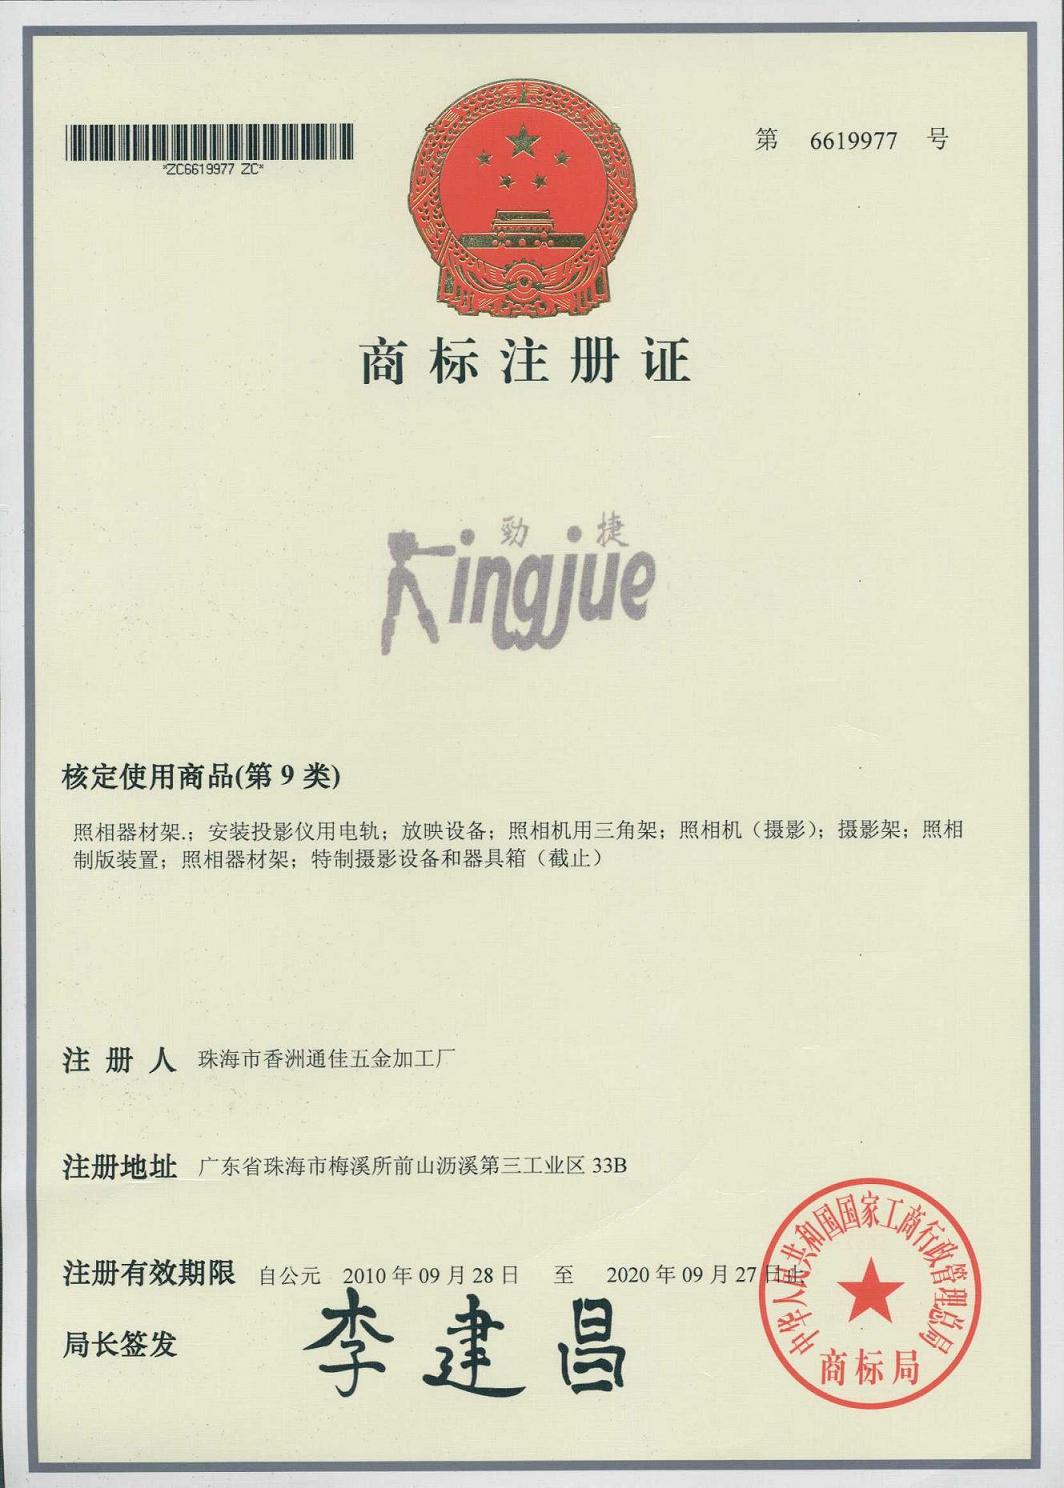 *ZC6619977 ZC*
第 6619977 号
商标注册证
勁 捷
Kingjue
核定使用商品(第 9 类)
照相器材架.；安装投影仪用电轨；放映设备；照相机用三角架；照相机（摄影）；摄影架；照相
制版装置；照相器材架；特制摄影设备和器具箱（截止）
注册人 珠海市香洲通佳五金加工厂
注册地址 广东省珠海市梅溪所前山沥溪第三工业区 33B
注册有效期限 自公元 2010 年 09 月 28 日 至 2020 年 09 月 27 日止
局长签发 李建昌
中华人民共和国国家工商行政管理总局
商标局